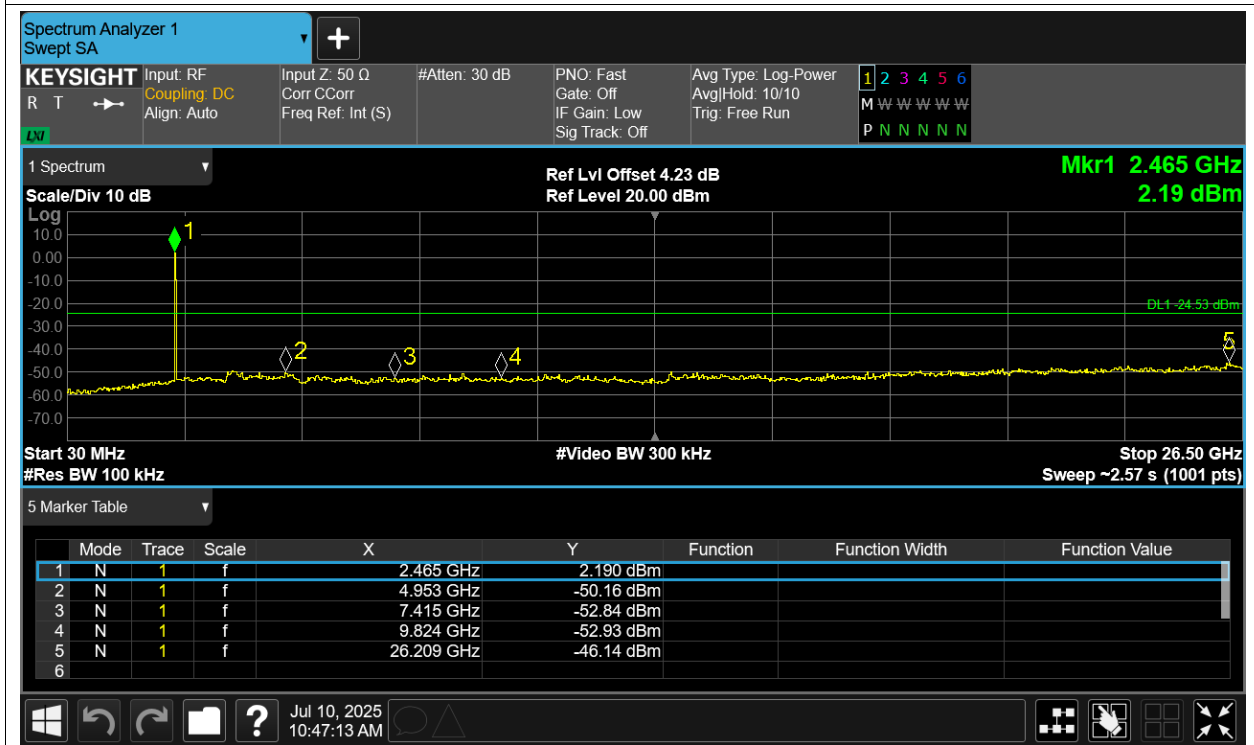 Spectrum Analyzer 1
Swept SA
+
KEYSIGHT
R T
LXI
Input: RF
Coupling: DC
Align: Auto
Input Z: 50 Ω
Corr CCorr
Freq Ref: Int (S)
#Atten: 30 dB
PNO: Fast
Gate: Off
IF Gain: Low
Sig Track: Off
Avg Type: Log-Power
Avg|Hold: 10/10
Trig: Free Run
1 2 3 4 5 6
M W W W W W
P N N N N N
1 Spectrum
Scale/Div 10 dB
Ref Lvl Offset 4.23 dB
Ref Level 20.00 dBm
Mkr1 2.465 GHz
2.19 dBm
Log
10.0
0.00
-10.0
-20.0
-30.0
-40.0
-50.0
-60.0
-70.0
1
2
3
4
5
DL1 -24.53 dBm
Start 30 MHz
#Video BW 300 kHz
Stop 26.50 GHz
#Res BW 100 kHz
Sweep ~2.57 s (1001 pts)
5 Marker Table
Mode Trace Scale X Y Function Function Width Function Value
1 N 1 f 2.465 GHz 2.190 dBm
2 N 1 f 4.953 GHz -50.16 dBm
3 N 1 f 7.415 GHz -52.84 dBm
4 N 1 f 9.824 GHz -52.93 dBm
5 N 1 f 26.209 GHz -46.14 dBm
6
?
Jul 10, 2025
10:47:13 AM